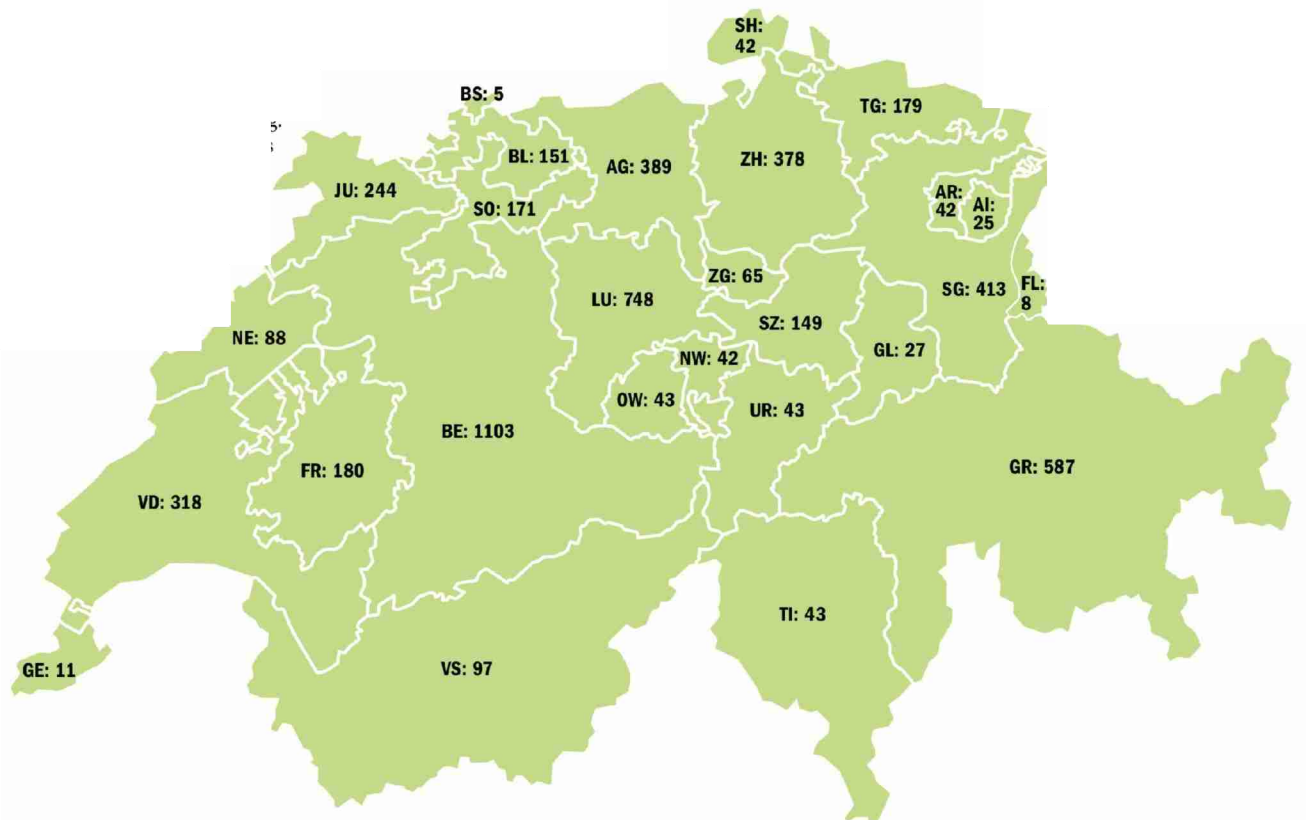 SH:
42
BS: 5
TG: 179
BL: 151
AG: 389
ZH: 378
JU: 244
AR:
42
AI:
25
SO: 171
ZG: 65
FL:
8
SG: 413
LU: 748
SZ: 149
NE: 88
GL: 27
NW: 42
OW: 43
UR: 43
BE: 1103
FR: 180
GR: 587
VD: 318
TI: 43
GE: 11
VS: 97